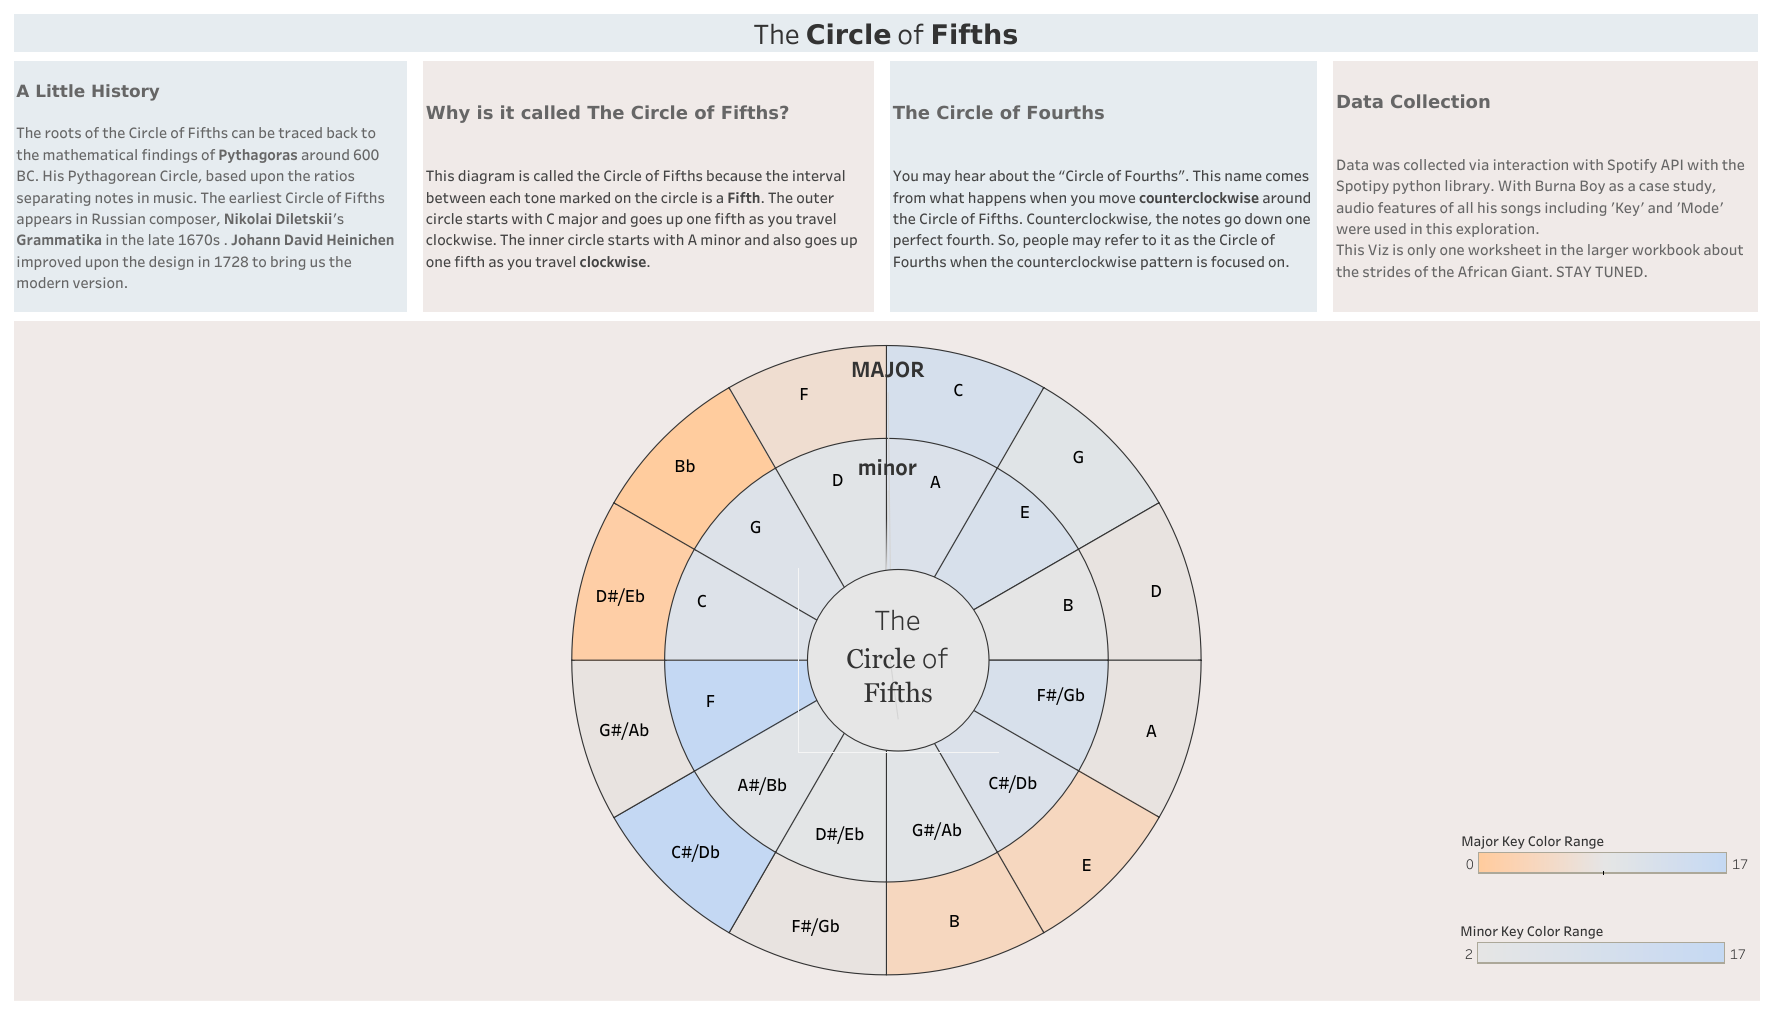 The Circle of Fifths
A Little History
The roots of the Circle of Fifths can be traced back to
the mathematical findings of Pythagoras around 600
BC. His Pythagorean Circle, based upon the ratios
separating notes in music. The earliest Circle of Fifths
appears in Russian composer, Nikolai Diletskii’s
Grammatika in the late 1670s . Johann David Heinichen
improved upon the design in 1728 to bring us the
modern version.
Why is it called The Circle of Fifths?
This diagram is called the Circle of Fifths because the interval
between each tone marked on the circle is a Fifth. The outer
circle starts with C major and goes up one fifth as you travel
clockwise. The inner circle starts with A minor and also goes up
one fifth as you travel clockwise.
The Circle of Fourths
You may hear about the “Circle of Fourths”. This name comes
from what happens when you move counterclockwise around
the Circle of Fifths. Counterclockwise, the notes go down one
perfect fourth. So, people may refer to it as the Circle of
Fourths when the counterclockwise pattern is focused on.
Data Collection
Data was collected via interaction with Spotify API with the
Spotipy python library. With Burna Boy as a case study,
audio features of all his songs including ’Key’ and ’Mode’
were used in this exploration.
This Viz is only one worksheet in the larger workbook about
the strides of the African Giant. STAY TUNED.
MAJOR
C
G
D
A
E
B
F#/Gb
C#/Db
G#/Ab
D#/Eb
Bb
F
minor
A
E
B
F#/Gb
C#/Db
G#/Ab
D#/Eb
A#/Bb
F
C
G
D
The
Circle of
Fifths
Major Key Color Range
0 17
Minor Key Color Range
2 17